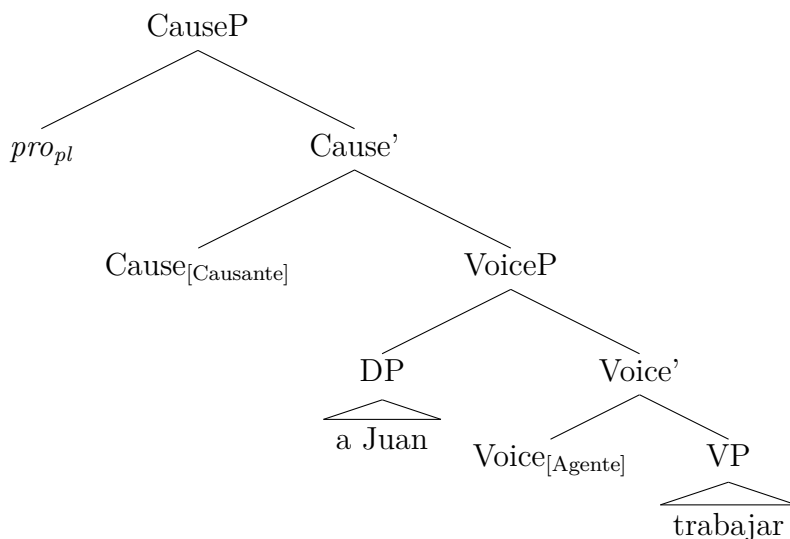 CauseP
pro_pl
Cause'
Cause_[Causante]
VoiceP
DP
Voice'
a Juan
Voice_[Agente]
VP
trabajar